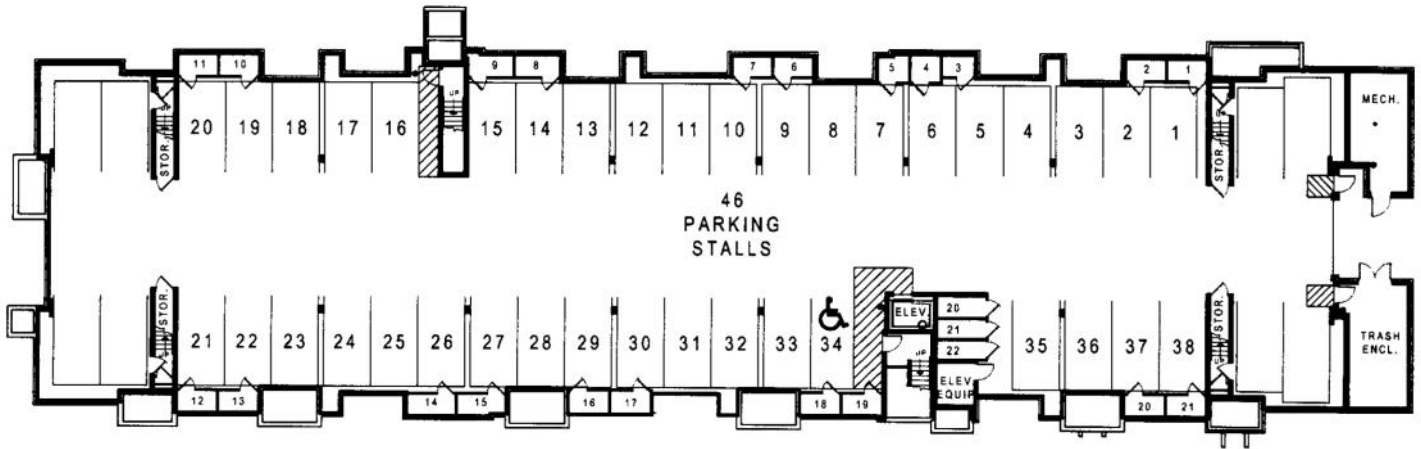 11 10 9 8 7 6 5 4 3 2 1
MECH.
UP UP UP
STOR. STOR.
20 19 18 17 16 15 14 13 12 11 10 9 8 7 6 5 4 3 2 1
46
PARKING
STALLS
STOR. STOR.
ELEV. 20
21
22
21 22 23 24 25 26 27 28 29 30 31 32 33 34 35 36 37 38
UP UP UP
TRASH
ENCL.
ELEV.
EQUIP
12 13 14 15 16 17 18 19 20 21